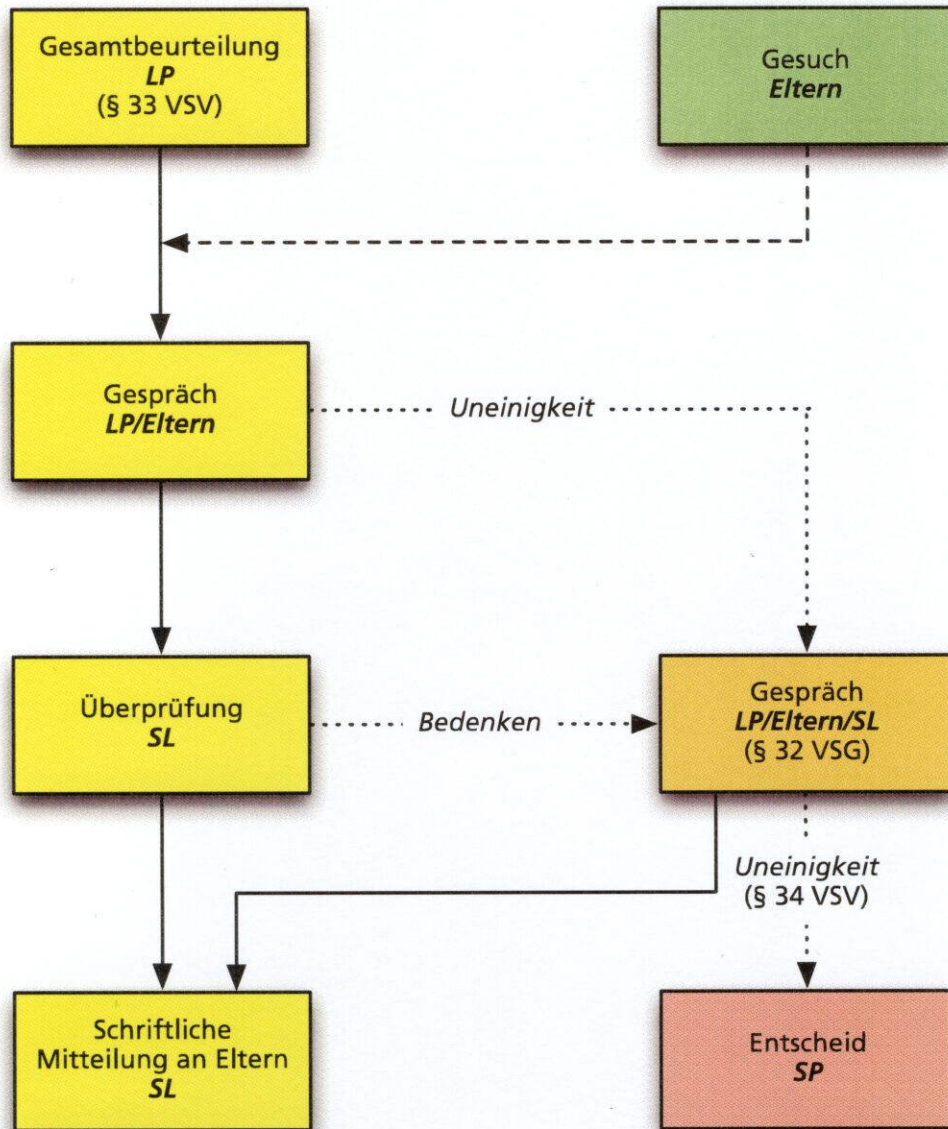 Gesamtbeurteilung
LP
(§ 33 VSV)
Gesuch
Eltern
Gespräch
LP/Eltern
Uneinigkeit
Überprüfung
SL
Bedenken
Gespräch
LP/Eltern/SL
(§ 32 VSG)
Uneinigkeit
(§ 34 VSV)
Schriftliche
Mitteilung an Eltern
SL
Entscheid
SP